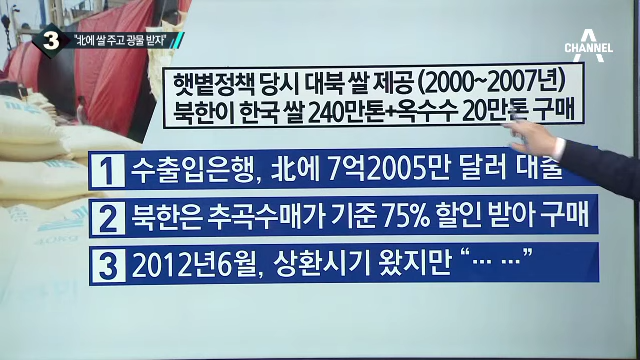 3 "北에 쌀 주고 광물 받자"
CHANNEL A
햇볕정책 당시 대북 쌀 제공 (2000~2007년)
북한이 한국 쌀 240만톤+옥수수 20만톤 구매
1 수출입은행, 北에 7억2005만 달러 대출
2 북한은 추곡수매가 기준 75% 할인 받아 구매
3 2012년6월, 상환시기 왔지만 “… …”
40KG